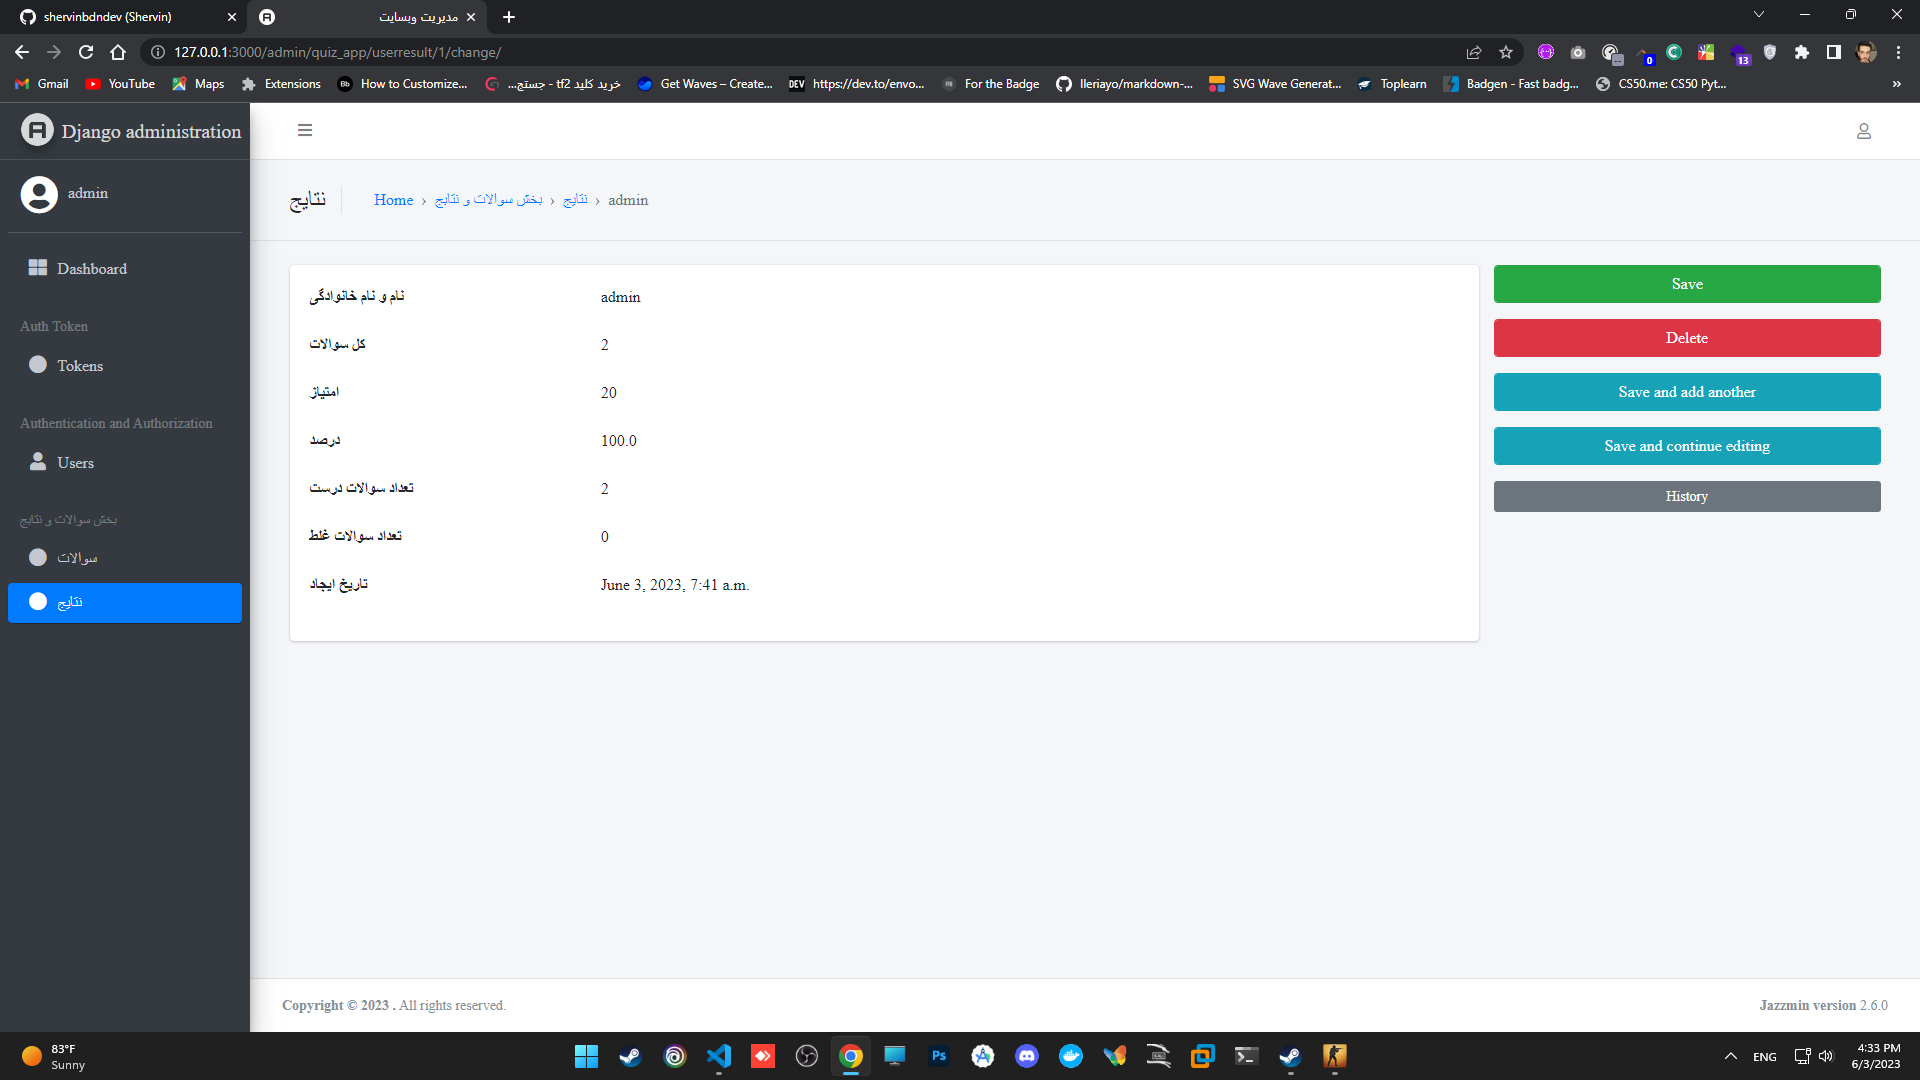 shervinbdndev (Shervin)
مدیریت وبسایت
127.0.0.1:3000/admin/quiz_app/userresult/1/change/
0
13
Gmail
YouTube
Maps
Extensions
How to Customize...
خرید کلید tf2 - جستج...
Get Waves – Create...
DEV https://dev.to/envo...
For the Badge
Ileriayo/markdown-...
SVG Wave Generat...
Toplearn
Badgen - Fast badg...
CS50.me: CS50 Pyt...
»
Django administration
admin
Dashboard
Auth Token
Tokens
Authentication and Authorization
Users
بخش سوالات و نتایج
سوالات
نتایج
نتایج
Home › بخش سوالات و نتایج › نتایج › admin
نام و نام خانوادگی admin
کل سوالات 2
امتیاز 20
درصد 100.0
تعداد سوالات درست 2
تعداد سوالات غلط 0
تاریخ ایجاد June 3, 2023, 7:41 a.m.
Save
Delete
Save and add another
Save and continue editing
History
Copyright © 2023 . All rights reserved.
Jazzmin version 2.6.0
83°F
Sunny
Ps
ENG
4:33 PM
6/3/2023